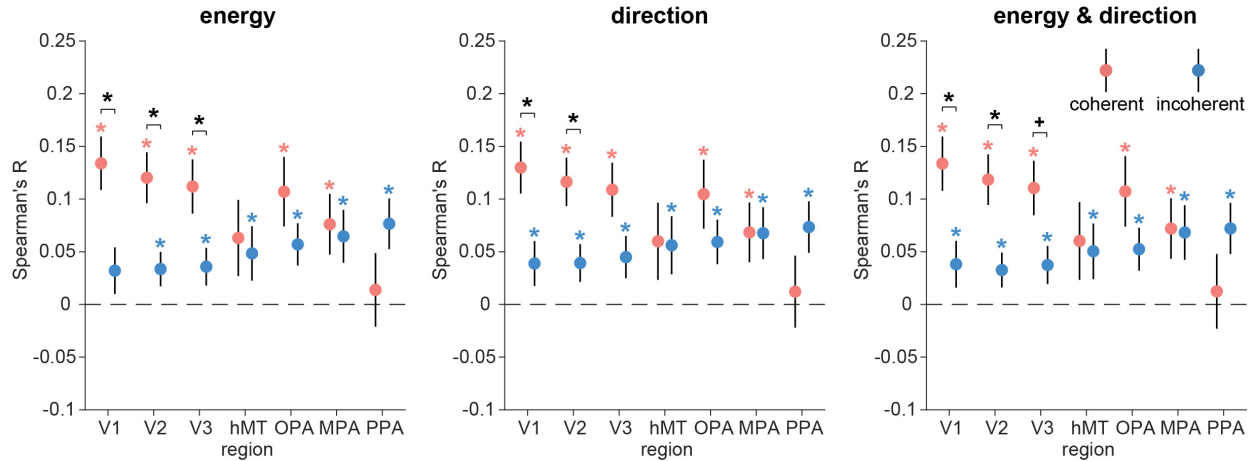 energy
0.25
0.2
0.15
0.1
0.05
0
-0.05
-0.1
Spearman's R
* * * * * * * * * * * * * *
V1 V2 V3 hMT OPA MPA PPA
region
direction
0.25
0.2
0.15
0.1
0.05
0
-0.05
-0.1
Spearman's R
* * * * * * * * * * * * * *
V1 V2 V3 hMT OPA MPA PPA
region
energy & direction
0.25
0.2
0.15
0.1
0.05
0
-0.05
-0.1
Spearman's R
coherent incoherent
* * + * * * * * * * * * * * *
V1 V2 V3 hMT OPA MPA PPA
region